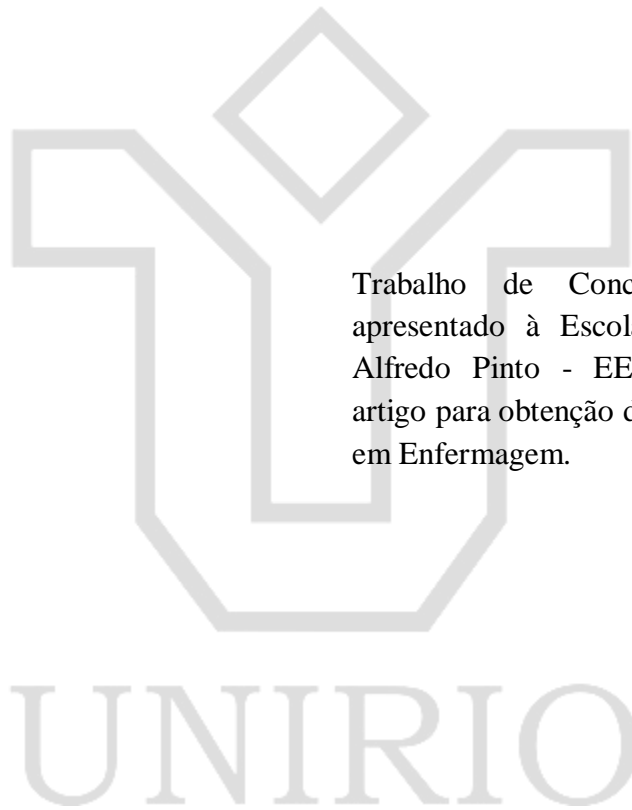 Trabalho de Conc
apresentado à Escol
Alfredo Pinto - EE
artigo para obtenção d
em Enfermagem.
UNIRIO